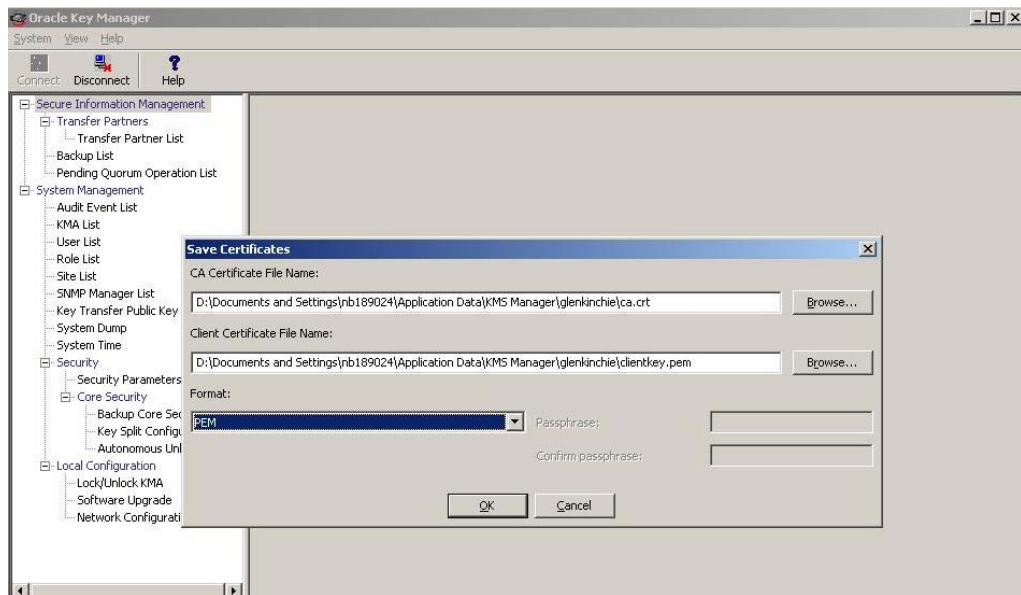 Oracle Key Manager
System View Help
Connect Disconnect Help
Secure Information Management
Transfer Partners
Transfer Partner List
Backup List
Pending Quorum Operation List
System Management
Audit Event List
KMA List
User List
Role List
Site List
SNMP Manager List
Key Transfer Public Key
System Dump
System Time
Security
Security Parameters
Core Security
Backup Core Sec
Key Split Configu
Autonomous Unl
Local Configuration
Lock/Unlock KMA
Software Upgrade
Network Configurati
Save Certificates
CA Certificate File Name:
D:\Documents and Settings\nb189024\Application Data\KMS Manager\glenkinchie\ca.crt
Browse...
Client Certificate File Name:
D:\Documents and Settings\nb189024\Application Data\KMS Manager\glenkinchie\clientkey.pem
Browse...
Format:
PEM
Passphrase:
Confirm passphrase:
OK Cancel